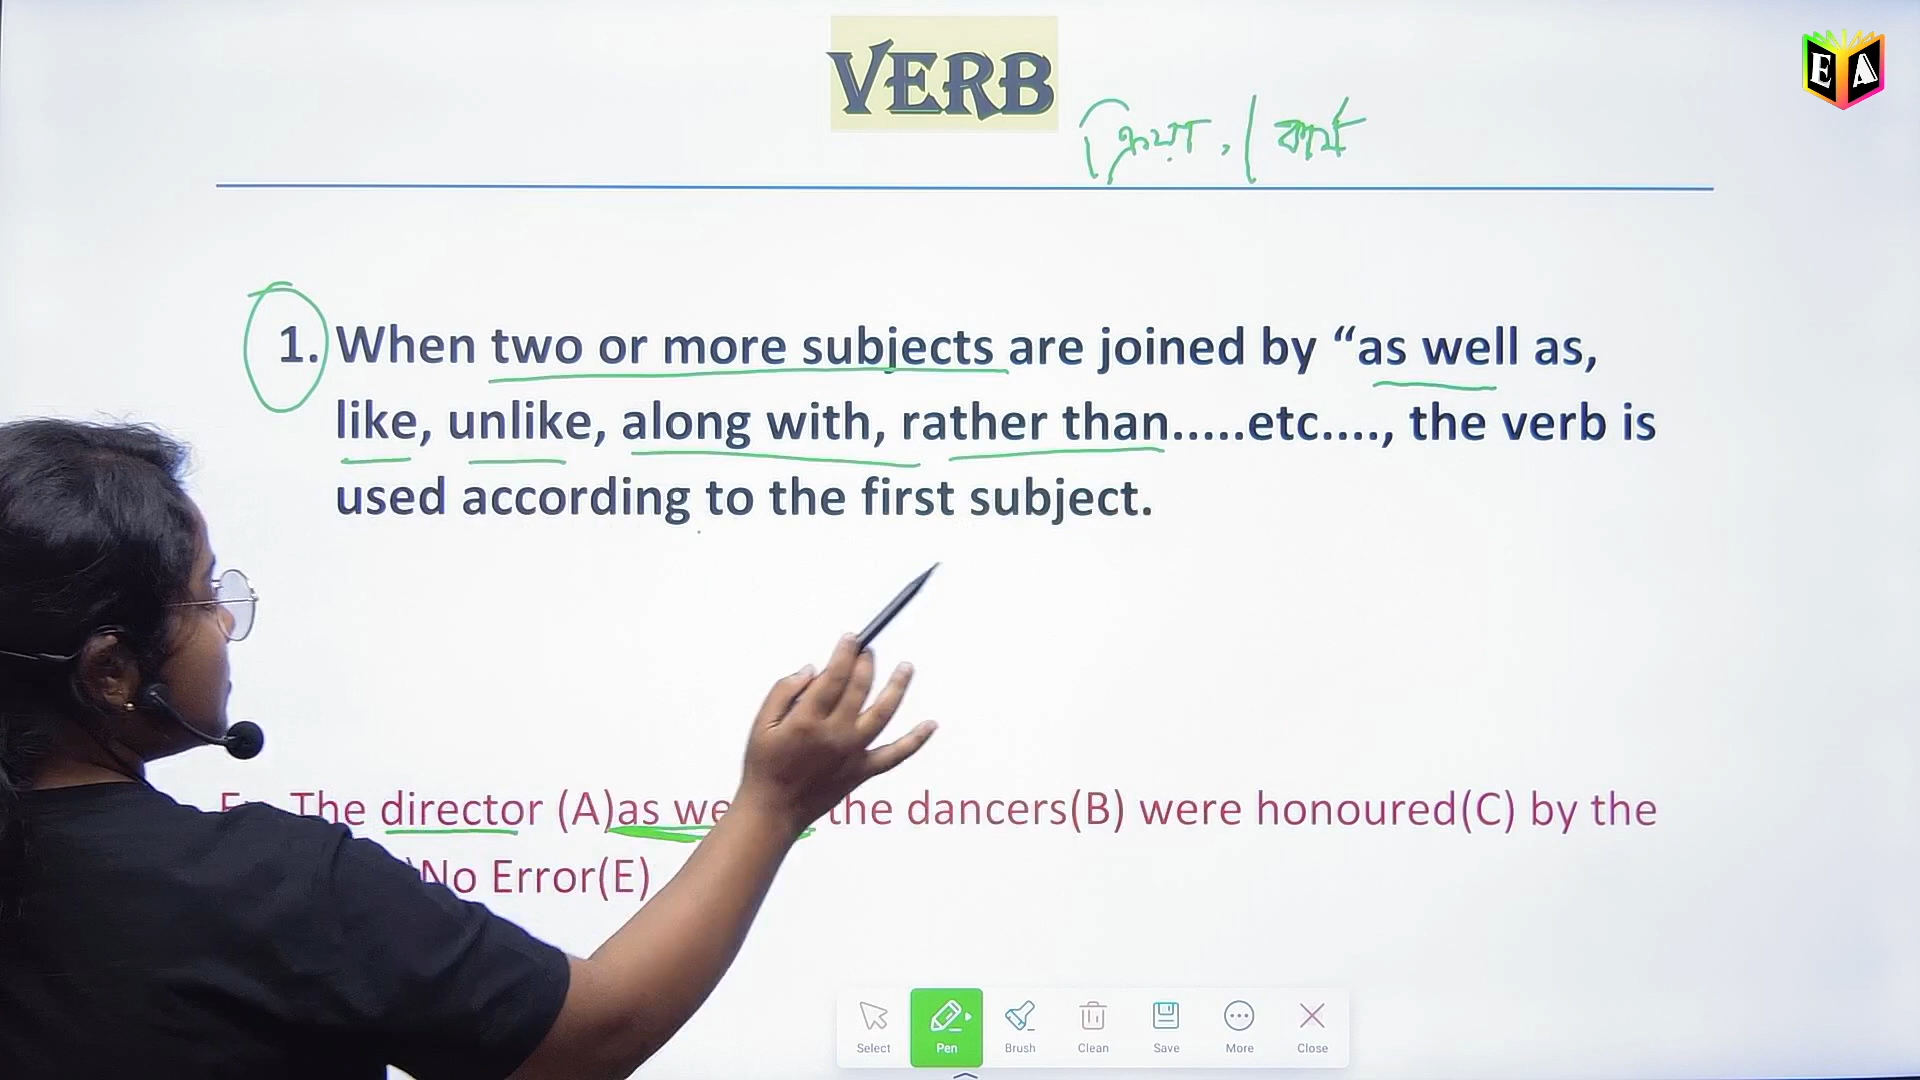 VERB
ক্রিয়া, | কার্য
EA
1. When two or more subjects are joined by “as well as,
like, unlike, along with, rather than.....etc...., the verb is
used according to the first subject.
The director (A)as we the dancers(B) were honoured(C) by the
No Error(E)
Select Pen Brush Clean Save More Close